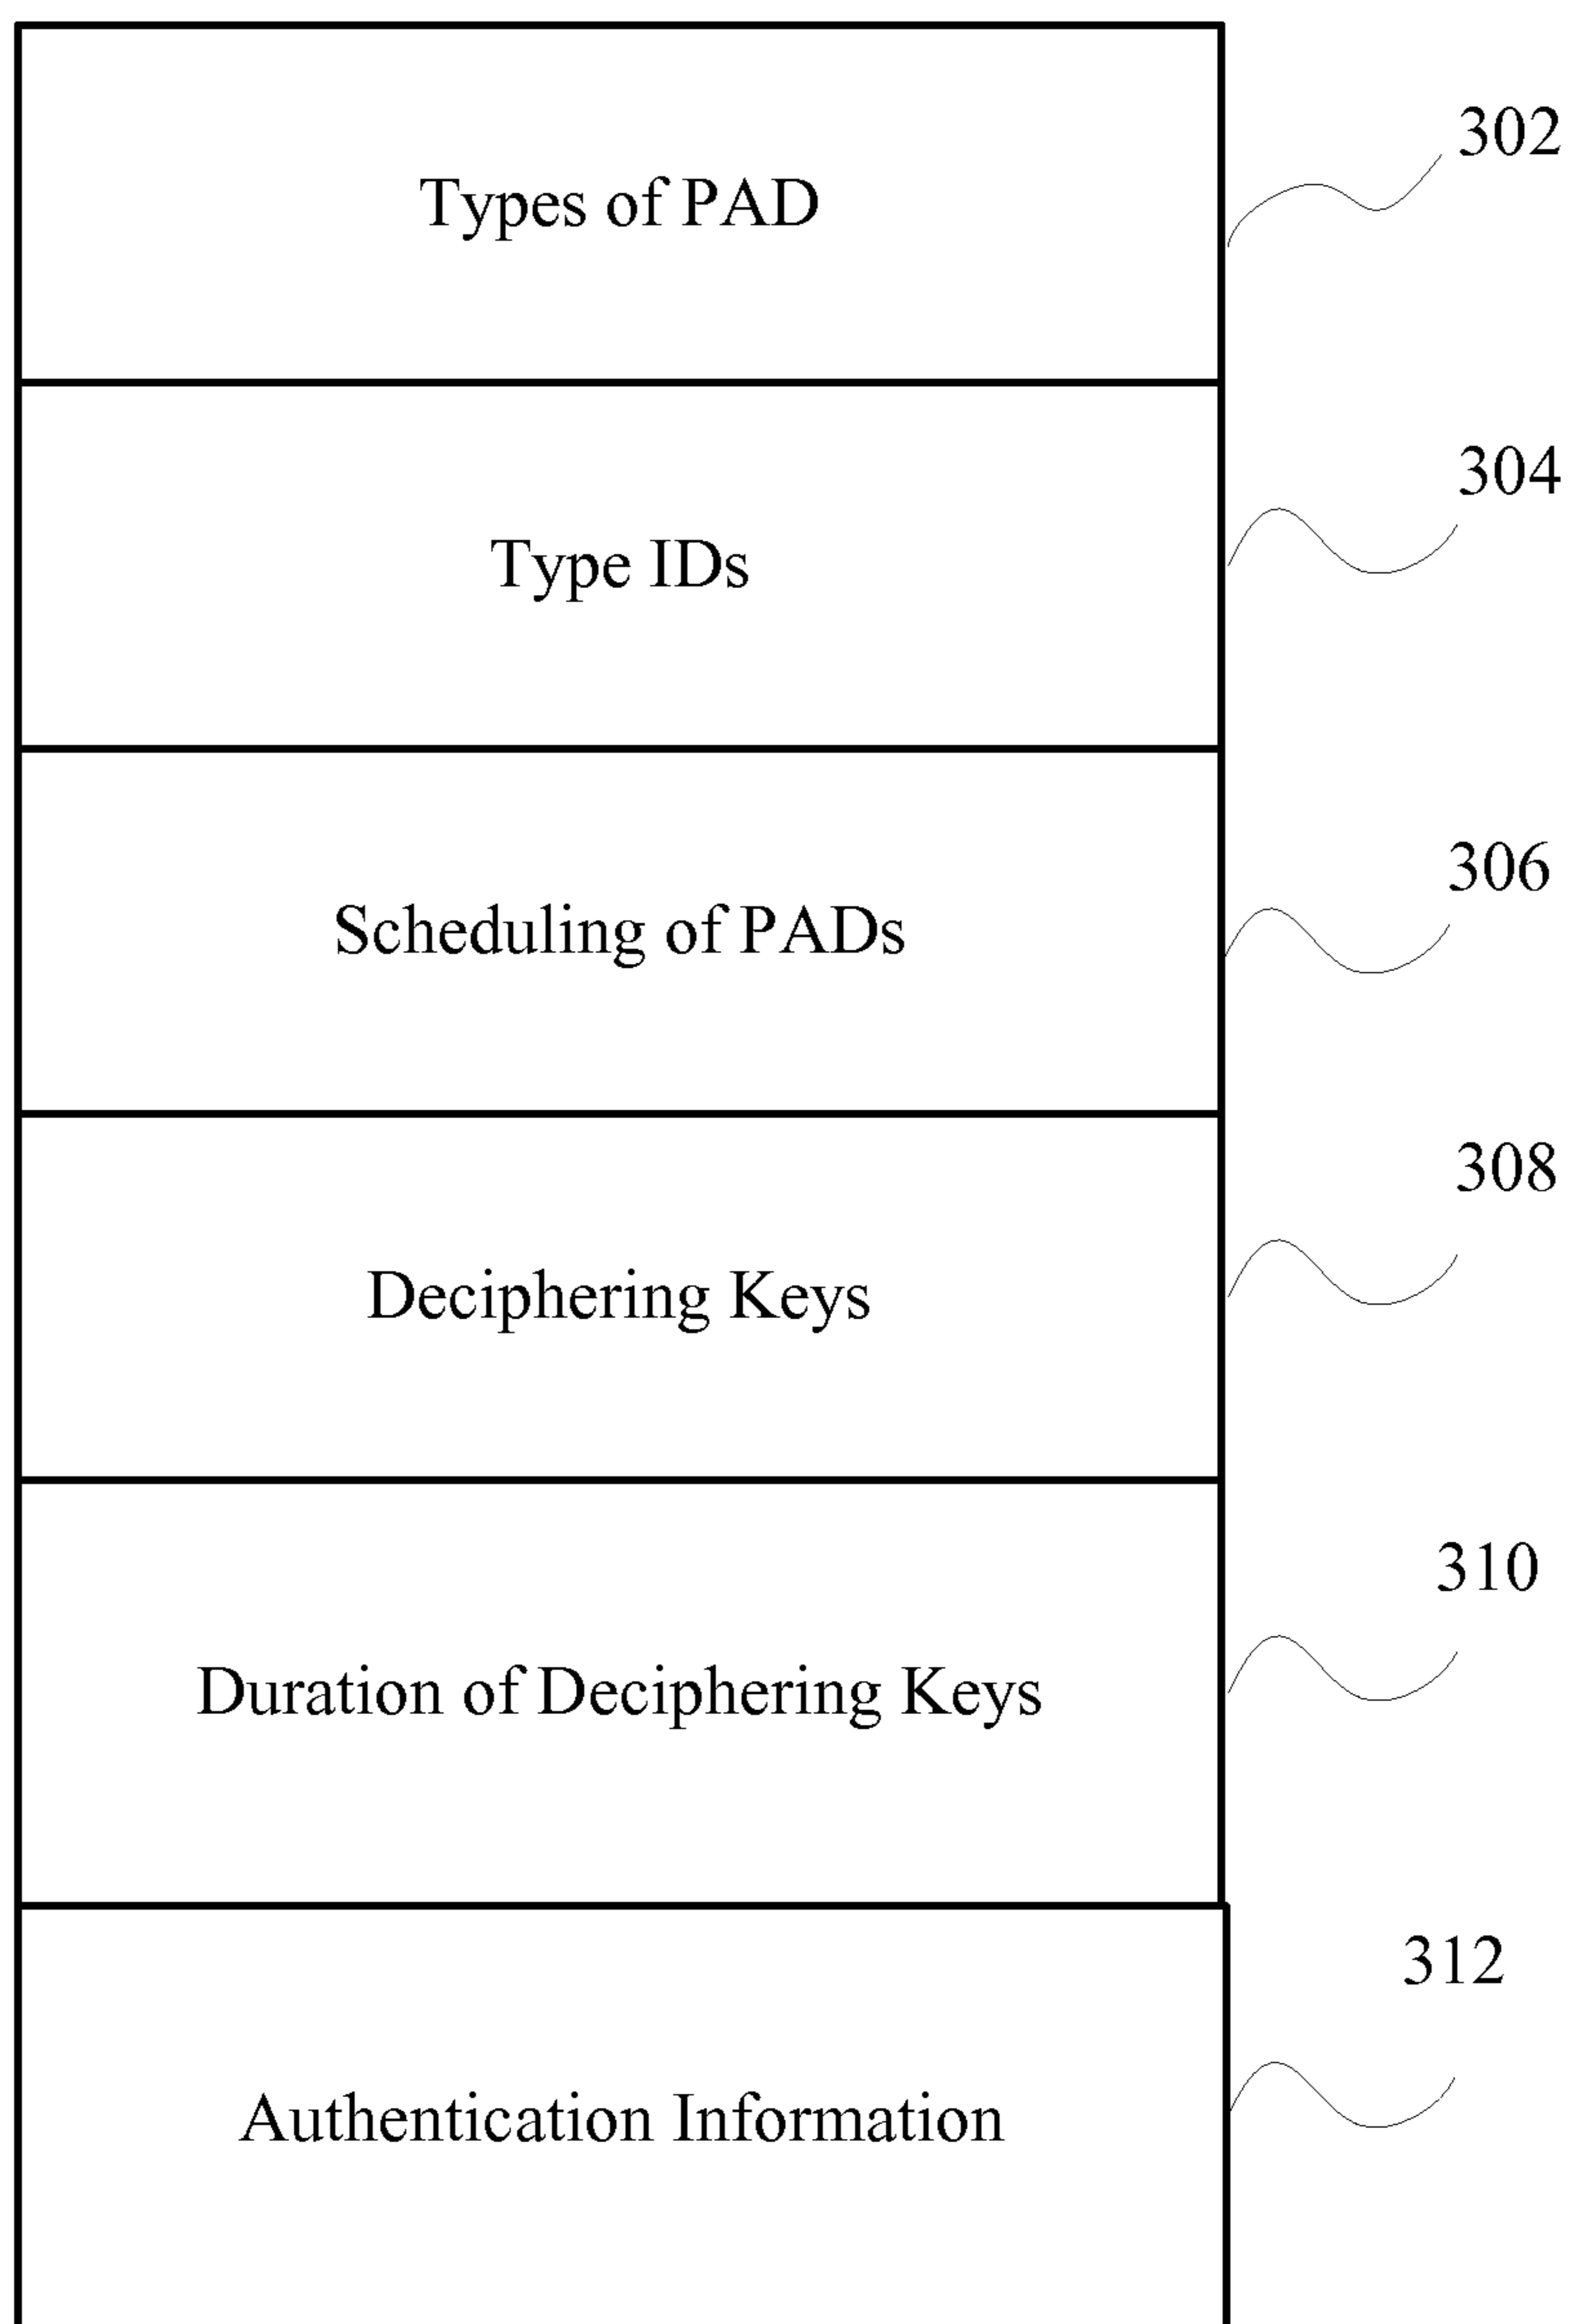 302
Types of PAD
304
Type IDs
306
Scheduling of PADs
308
Deciphering Keys
310
Duration of Deciphering Keys
312
Authentication Information